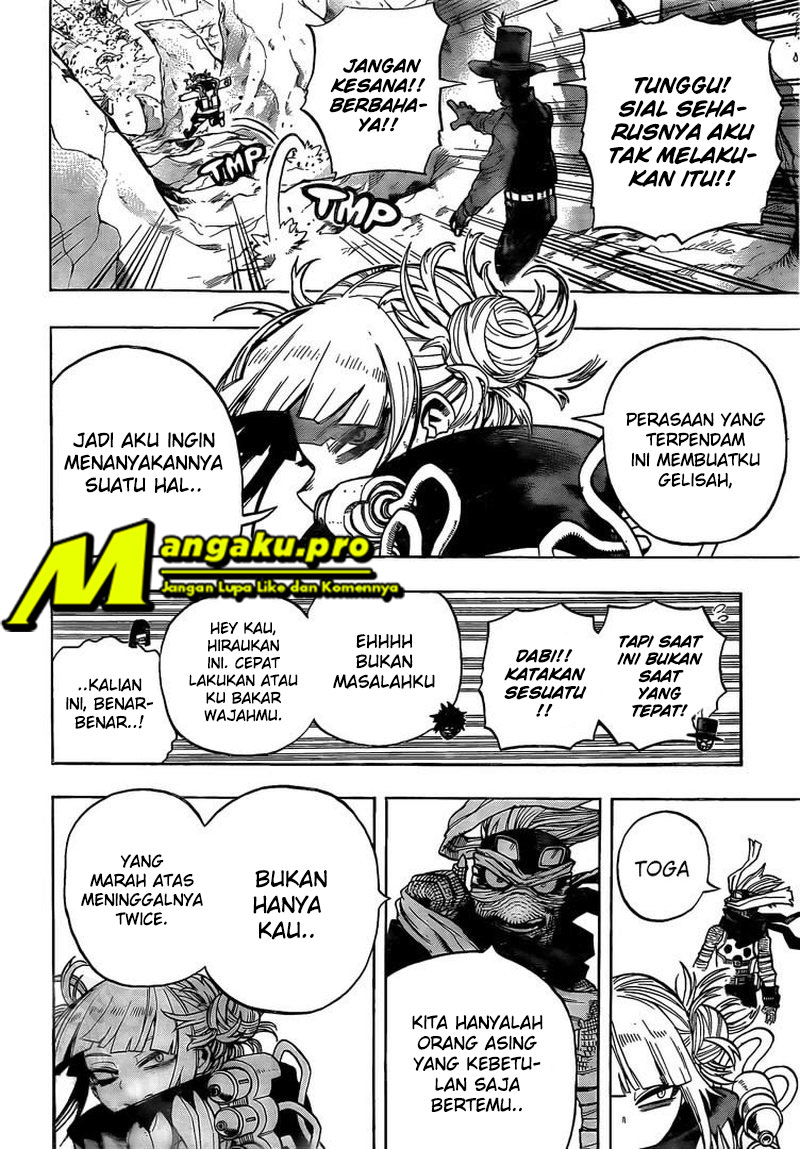 TUNGGU!
SIAL SEHA-
RUSNYA AKU
TAK MELAKU-
KAN ITU!!
JANGAN
KESANA!!
BERBAHA-
YA!!
TMP
TMP
PERASAAN YANG
TERPENDAM
INI MEMBUATKU
GELISAH,
JADI AKU INGIN
MENANYAKANNYA
SUATU HAL..
Mangaku.pro
Jangan Lupa Like dan Komennya
TAPI SAAT
INI BUKAN
SAAT
YANG
TEPAT!
DABI!!
KATAKAN
SESUATU
!!
EHHHH
BUKAN
MASALAHKU
HEY KAU,
HIRAUKAN
INI. CEPAT
LAKUKAN ATAU
KU BAKAR
WAJAHMU.
..KALIAN
INI, BENAR-
BENAR..!
TOGA
KITA HANYALAH
ORANG ASING
YANG KEBETU-
LAN SAJA
BERTEMU..
BUKAN
HANYA
KAU..
YANG
MARAH ATAS
MENINGGALNYA
TWICE.